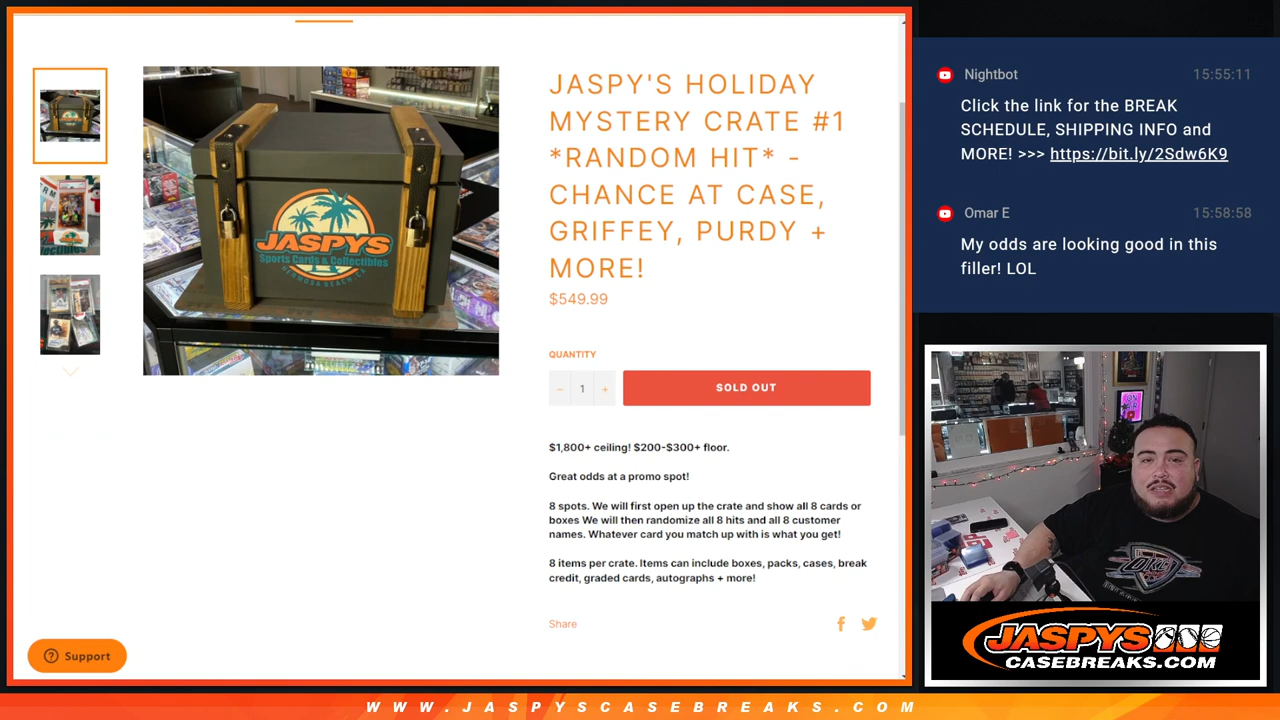 JASPY'S HOLIDAY
MYSTERY CRATE #1
*RANDOM HIT* -
CHANCE AT CASE,
GRIFFEY, PURDY +
MORE!
$549.99
QUANTITY
− 1 +
SOLD OUT
$1,800+ ceiling! $200-$300+ floor.
Great odds at a promo spot!
8 spots. We will first open up the crate and show all 8 cards or
boxes We will then randomize all 8 hits and all 8 customer
names. Whatever card you match up with is what you get!
8 items per crate. Items can include boxes, packs, cases, break
credit, graded cards, autographs + more!
Share
JASPYS
Sports Cards & Collectibles
HERMOSA BEACH, CA
Support
Nightbot 15:55:11
Click the link for the BREAK
SCHEDULE, SHIPPING INFO and
MORE! >>> https://bit.ly/2Sdw6K9
Omar E 15:58:58
My odds are looking good in this
filler! LOL
ON
OKC
JASPYS
CASEBREAKS.COM
WWW.JASPYSCASEBREAKS.COM